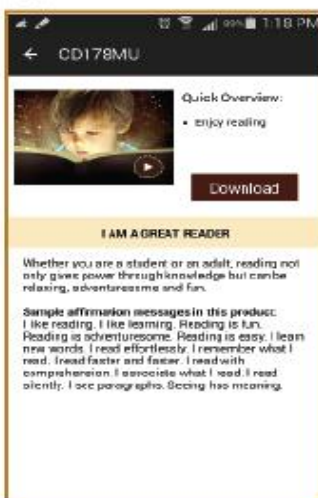 99% 1:18 PM
CD178MU
Quick Overview:
• Enjoy reading
Download
I AM A GREAT READER
Whether you are a student or an adult, reading not
only gives power through knowledge but can be
relaxing, adventuresome and fun.
Sample affirmation messages in this product:
I like reading. I like learning. Reading is fun.
Reading is adventuresome. Reading is easy. I learn
new words. I read effortlessly. I remember what I
read. I read faster and faster. I read with
comprehension. I associate what I read. I read
silently. I see paragraphs. Seeing has meaning.